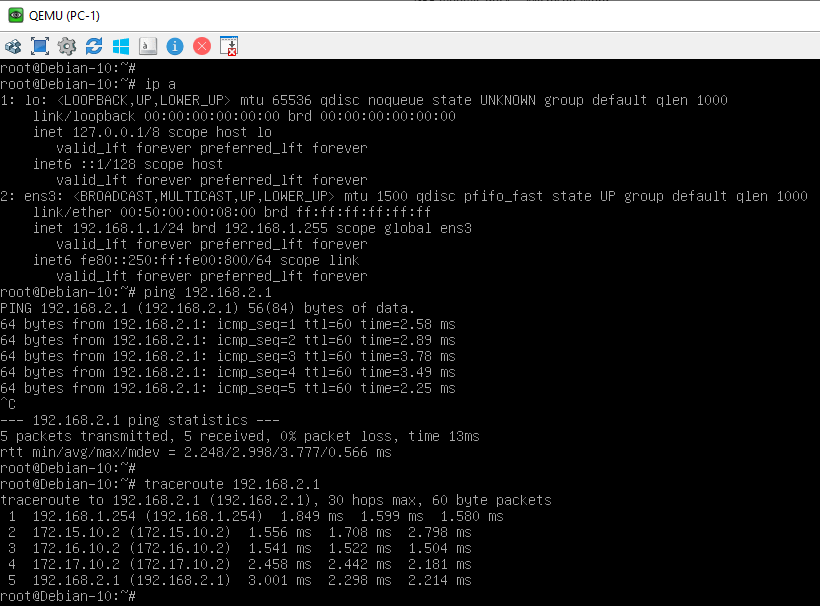 QEMU (PC-1)
root@Debian-10:~#
root@Debian-10:~# ip a
1: lo: <LOOPBACK,UP,LOWER_UP> mtu 65536 qdisc noqueue state UNKNOWN group default qlen 1000
    link/loopback 00:00:00:00:00:00 brd 00:00:00:00:00:00
    inet 127.0.0.1/8 scope host lo
       valid_lft forever preferred_lft forever
    inet6 ::1/128 scope host
       valid_lft forever preferred_lft forever
2: ens3: <BROADCAST,MULTICAST,UP,LOWER_UP> mtu 1500 qdisc pfifo_fast state UP group default qlen 1000
    link/ether 00:50:00:00:08:00 brd ff:ff:ff:ff:ff:ff
    inet 192.168.1.1/24 brd 192.168.1.255 scope global ens3
       valid_lft forever preferred_lft forever
    inet6 fe80::250:ff:fe00:800/64 scope link
       valid_lft forever preferred_lft forever
root@Debian-10:~# ping 192.168.2.1
PING 192.168.2.1 (192.168.2.1) 56(84) bytes of data.
64 bytes from 192.168.2.1: icmp_seq=1 ttl=60 time=2.58 ms
64 bytes from 192.168.2.1: icmp_seq=2 ttl=60 time=2.89 ms
64 bytes from 192.168.2.1: icmp_seq=3 ttl=60 time=3.78 ms
64 bytes from 192.168.2.1: icmp_seq=4 ttl=60 time=3.49 ms
64 bytes from 192.168.2.1: icmp_seq=5 ttl=60 time=2.25 ms
^C
--- 192.168.2.1 ping statistics ---
5 packets transmitted, 5 received, 0% packet loss, time 13ms
rtt min/avg/max/mdev = 2.248/2.998/3.777/0.566 ms
root@Debian-10:~#
root@Debian-10:~# traceroute 192.168.2.1
traceroute to 192.168.2.1 (192.168.2.1), 30 hops max, 60 byte packets
 1  192.168.1.254 (192.168.1.254)  1.849 ms  1.599 ms  1.580 ms
 2  172.15.10.2 (172.15.10.2)  1.556 ms  1.708 ms  2.798 ms
 3  172.16.10.2 (172.16.10.2)  1.541 ms  1.522 ms  1.504 ms
 4  172.17.10.2 (172.17.10.2)  2.458 ms  2.442 ms  2.181 ms
 5  192.168.2.1 (192.168.2.1)  3.001 ms  2.298 ms  2.214 ms
root@Debian-10:~#